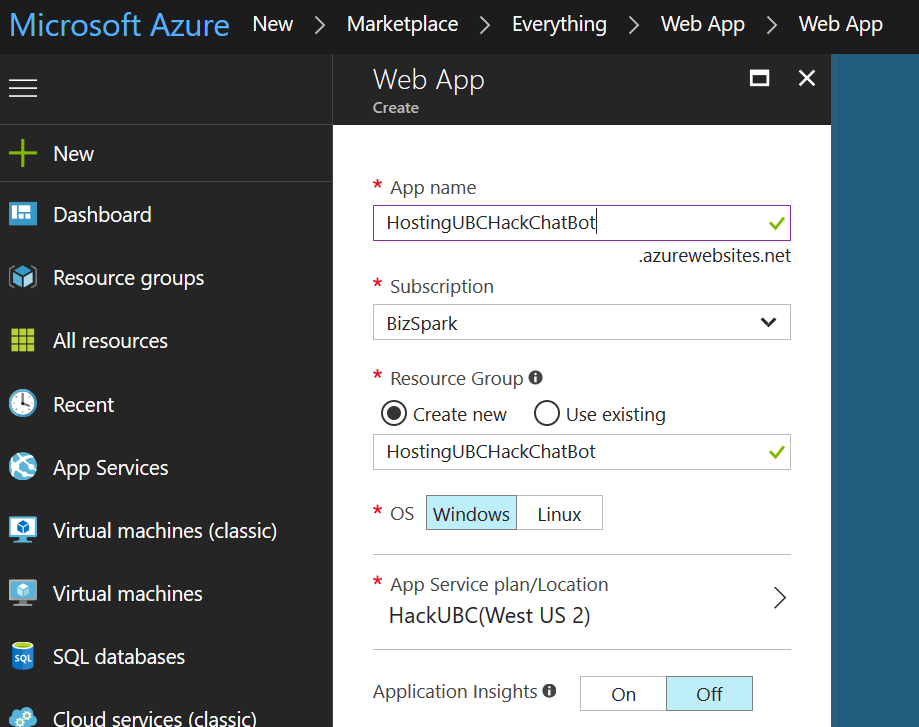 Microsoft Azure New > Marketplace > Everything > Web App > Web App
Web App
Create
New
Dashboard
Resource groups
All resources
Recent
App Services
Virtual machines (classic)
Virtual machines
SQL databases
Cloud services (classic)
* App name
HostingUBCHackChatBot
.azurewebsites.net
* Subscription
BizSpark
* Resource Group
Create new Use existing
HostingUBCHackChatBot
* OS Windows Linux
* App Service plan/Location
HackUBC(West US 2)
Application Insights On Off
SQL